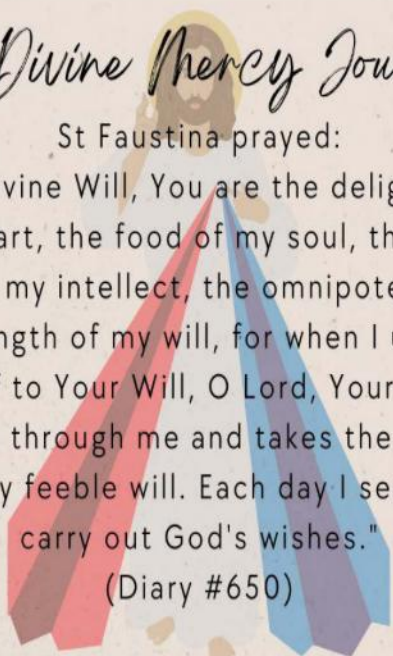 Divine Mercy Jou
St Faustina prayed:
vine Will, You are the delig
art, the food of my soul, th
my intellect, the omnipote
ngth of my will, for when I u
to Your Will, O Lord, Your
through me and takes the
y feeble will. Each day I se
carry out God's wishes."
(Diary #650)